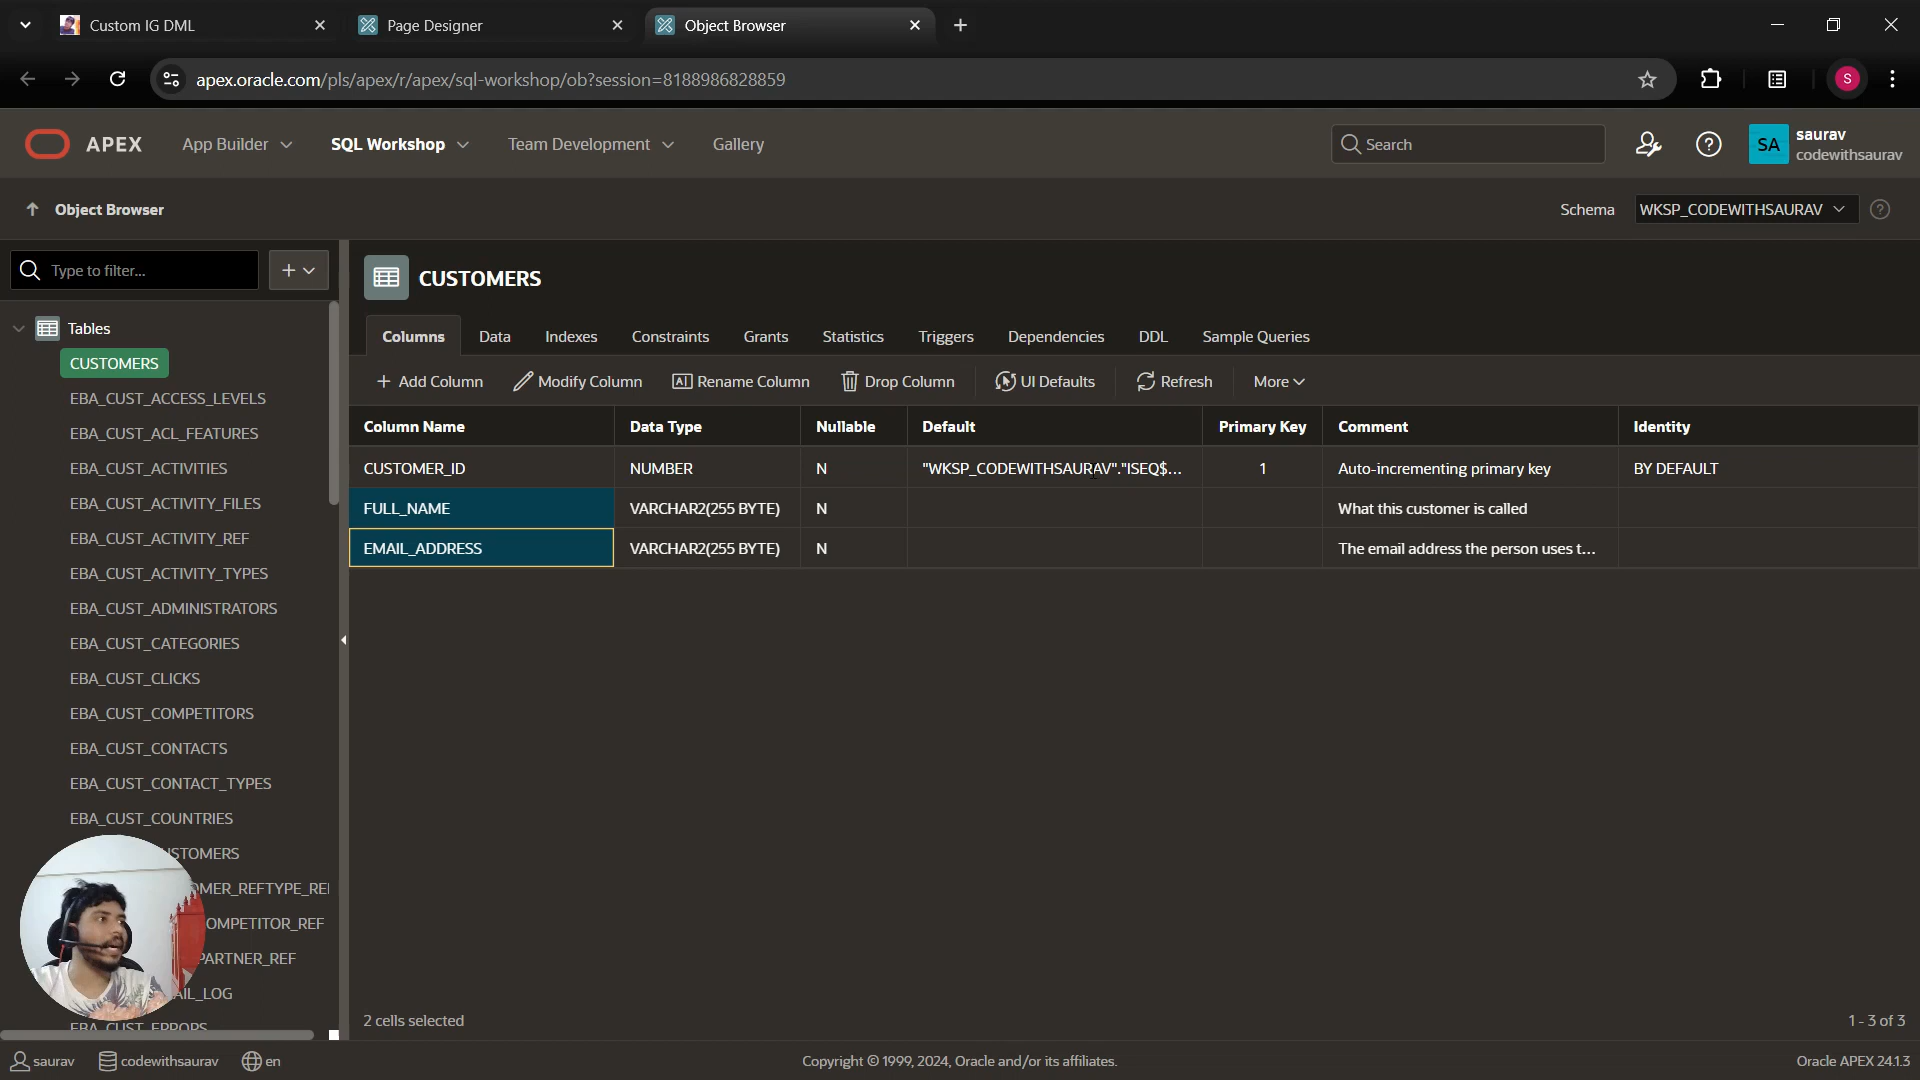 Custom IG DML
Page Designer
Object Browser
apex.oracle.com/pls/apex/r/apex/sql-workshop/ob?session=8188986828859
S
APEX
App Builder
SQL Workshop
Team Development
Gallery
Search
SA
saurav
codewithsaurav
Object Browser
Schema
WKSP_CODEWITHSAURAV
Type to filter...
CUSTOMERS
Tables
CUSTOMERS
EBA_CUST_ACCESS_LEVELS
EBA_CUST_ACL_FEATURES
EBA_CUST_ACTIVITIES
EBA_CUST_ACTIVITY_FILES
EBA_CUST_ACTIVITY_REF
EBA_CUST_ACTIVITY_TYPES
EBA_CUST_ADMINISTRATORS
EBA_CUST_CATEGORIES
EBA_CUST_CLICKS
EBA_CUST_COMPETITORS
EBA_CUST_CONTACTS
EBA_CUST_CONTACT_TYPES
EBA_CUST_COUNTRIES
STOMERS
MER_REFTYPE_REF
OMPETITOR_REF
PARTNER_REF
AIL_LOG
EBA_CUST_ERRORS
Columns Data Indexes Constraints Grants Statistics Triggers Dependencies DDL Sample Queries
Add Column Modify Column Rename Column Drop Column UI Defaults Refresh More
Column Name Data Type Nullable Default Primary Key Comment Identity
CUSTOMER_ID NUMBER N "WKSP_CODEWITHSAURAV"."ISEQ$... 1 Auto-incrementing primary key BY DEFAULT
FULL_NAME VARCHAR2(255 BYTE) N What this customer is called
EMAIL_ADDRESS VARCHAR2(255 BYTE) N The email address the person uses t...
2 cells selected
1 - 3 of 3
saurav
codewithsaurav
en
Copyright © 1999, 2024, Oracle and/or its affiliates.
Oracle APEX 24.1.3